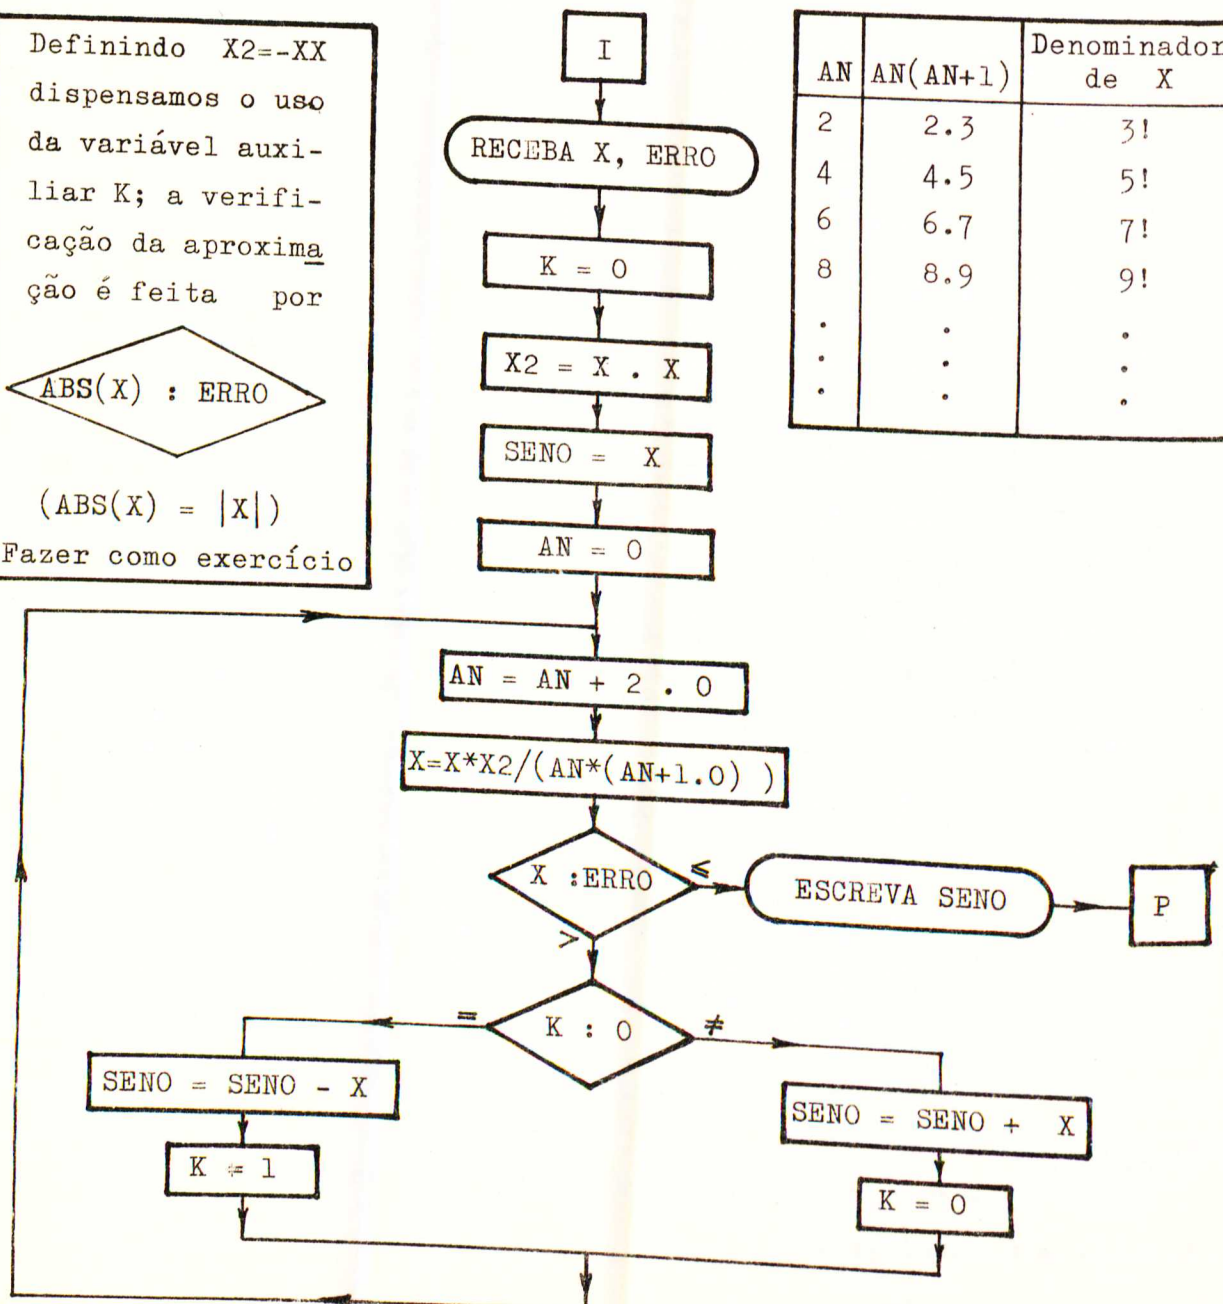 Definindo X2=-XX
dispensamos o uso
da variável auxi-
liar K; a verifi-
cação da aproxima
ção é feita por
ABS(X) : ERRO
(ABS(X) = |X|)
Fazer como exercício
I
RECEBA X, ERRO
K = 0
X2 = X . X
SENO = X
AN = 0
AN AN(AN+1) Denominador
de X
2 2.3 3!
4 4.5 5!
6 6.7 7!
8 8.9 9!
. . .
. . .
. . .
AN = AN + 2 . 0
X=X*X2/(AN*(AN+1.0) )
X :ERRO
≤
ESCREVA SENO
P
>
K : 0
=
≠
SENO = SENO - X
K = 1
SENO = SENO + X
K = 0